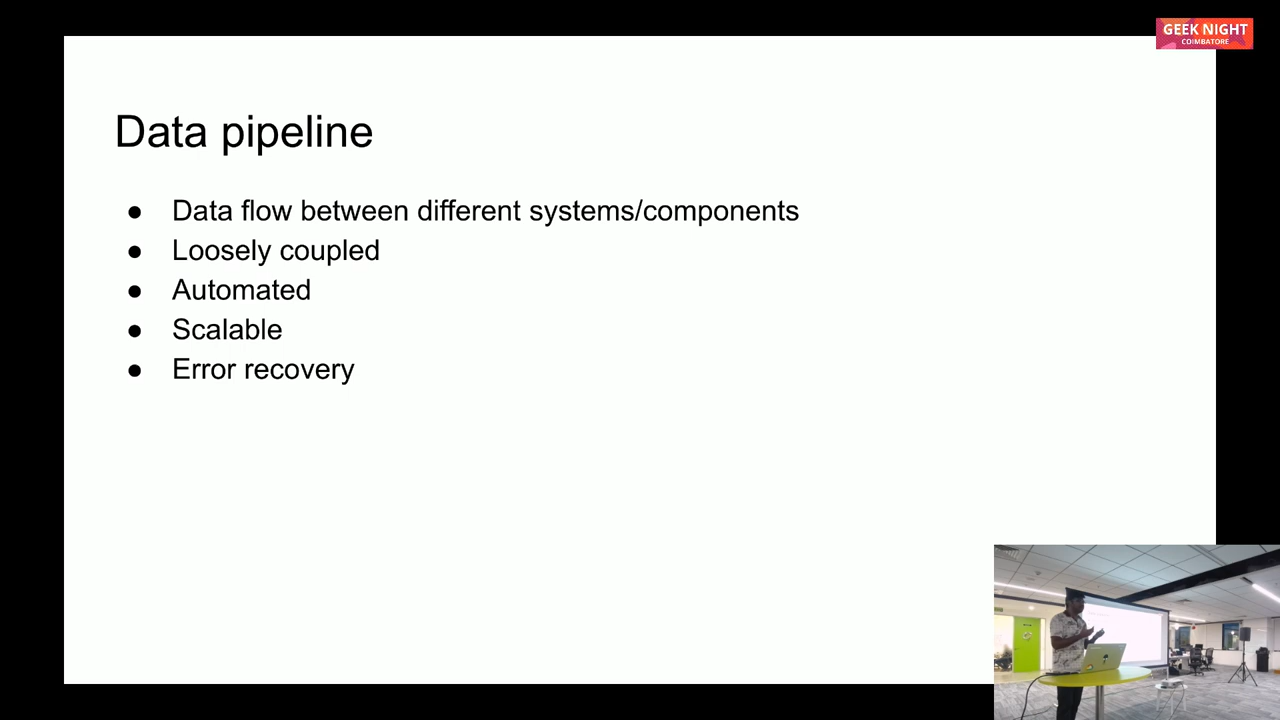 GEEK NIGHT
COIMBATORE
Data pipeline
● Data flow between different systems/components
● Loosely coupled
● Automated
● Scalable
● Error recovery